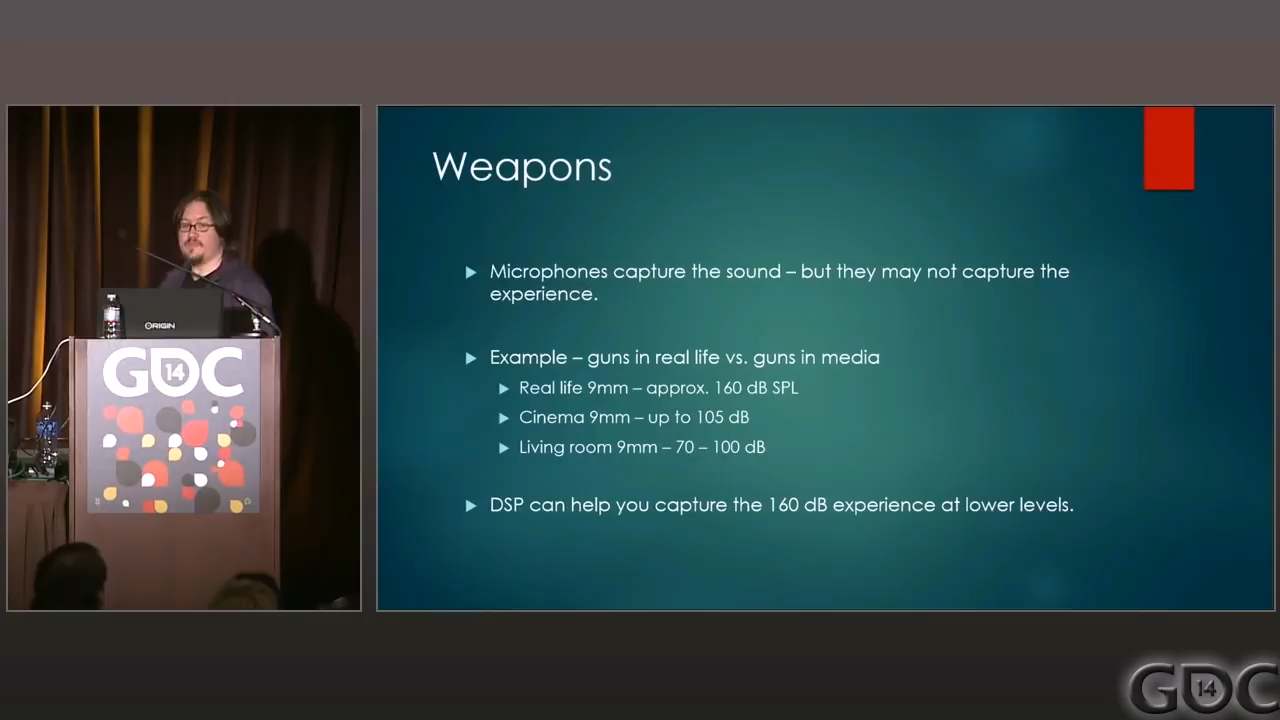 Weapons
Microphones capture the sound – but they may not capture the
experience.
Example – guns in real life vs. guns in media
Real life 9mm – approx. 160 dB SPL
Cinema 9mm – up to 105 dB
Living room 9mm – 70 – 100 dB
DSP can help you capture the 160 dB experience at lower levels.
ORIGIN
GDC
14
GDC
14